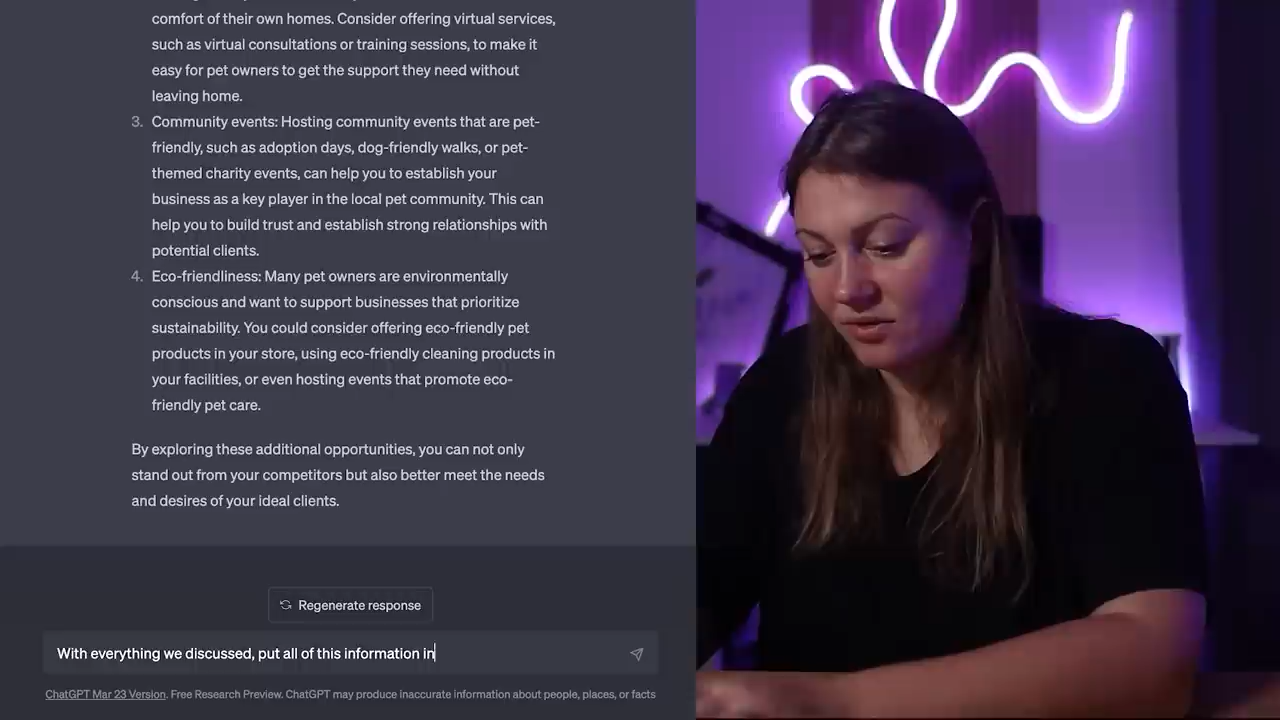 comfort of their own homes. Consider offering virtual services,
such as virtual consultations or training sessions, to make it
easy for pet owners to get the support they need without
leaving home.
3. Community events: Hosting community events that are pet-
friendly, such as adoption days, dog-friendly walks, or pet-
themed charity events, can help you to establish your
business as a key player in the local pet community. This can
help you to build trust and establish strong relationships with
potential clients.
4. Eco-friendliness: Many pet owners are environmentally
conscious and want to support businesses that prioritize
sustainability. You could consider offering eco-friendly pet
products in your store, using eco-friendly cleaning products in
your facilities, or even hosting events that promote eco-
friendly pet care.
By exploring these additional opportunities, you can not only
stand out from your competitors but also better meet the needs
and desires of your ideal clients.
Regenerate response
With everything we discussed, put all of this information in
ChatGPT Mar 23 Version. Free Research Preview. ChatGPT may produce inaccurate information about people, places, or facts